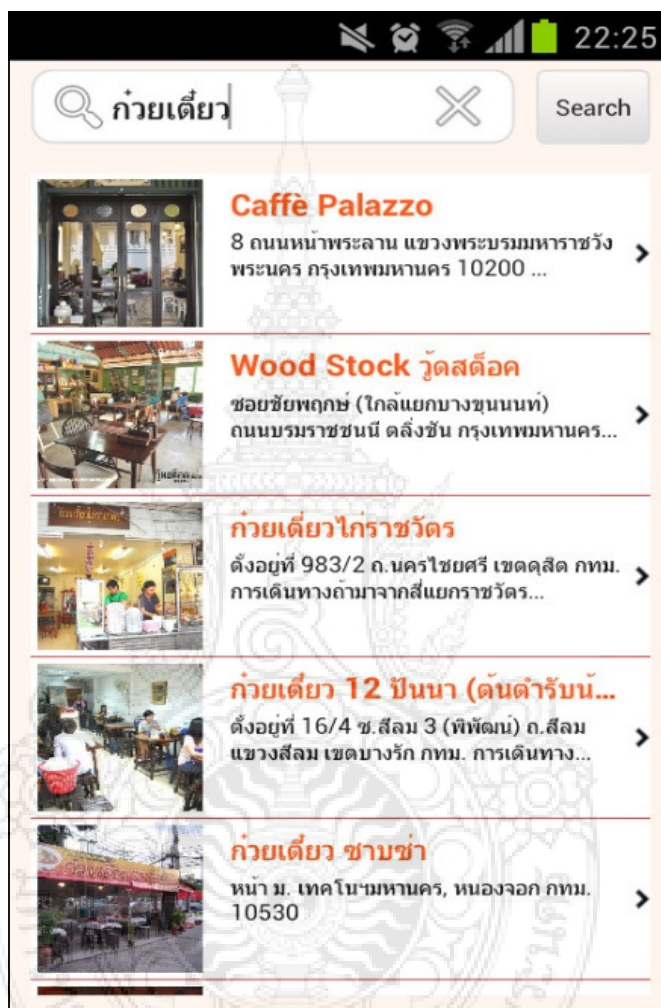 22:25
ก๋วยเตี๋ยว
Search
Caffè Palazzo
8 ถนนหน้าพระลาน แขวงพระบรมมหาราชวัง
พระนคร กรุงเทพมหานคร 10200 ...
Wood Stock วู้ดสต็อค
ซอยชัยพฤกษ์ (ใกล้แยกบางขุนนนท์)
ถนนบรมราชชนนี ตลิ่งชัน กรุงเทพมหานคร...
ก๋วยเตี๋ยวไก่ราชวัตร
ตั้งอยู่ที่ 983/2 ถ.นครไชยศรี เขตดุสิต กทม.
การเดินทางถ้ามาจากสี่แยกราชวัตร...
ก๋วยเตี๋ยว 12 ปันนา (ต้นตำรับน้...
ตั้งอยู่ที่ 16/4 ซ.สีลม 3 (พิพัฒน์) ถ.สีลม
แขวงสีลม เขตบางรัก กทม. การเดินทาง...
ก๋วยเตี๋ยว ซาบซ่า
หน้า ม. เทคโนฯมหานคร, หนองจอก กทม.
10530